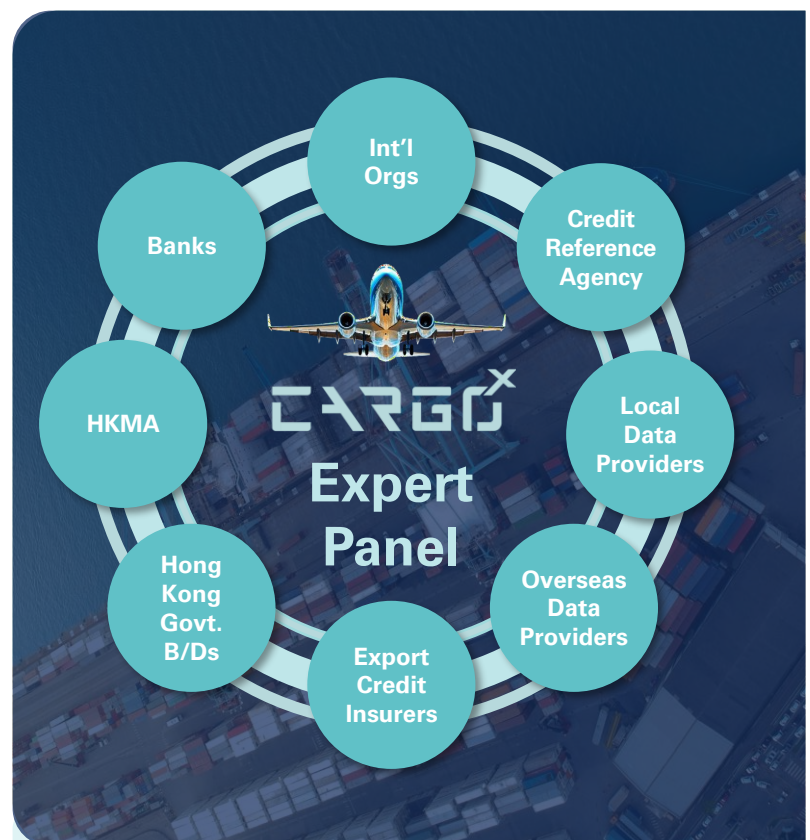 Int'l
Orgs
Credit
Reference
Agency
Local
Data
Providers
Overseas
Data
Providers
Export
Credit
Insurers
Hong
Kong
Govt.
B/Ds
HKMA
Banks
CARGOX
Expert
Panel